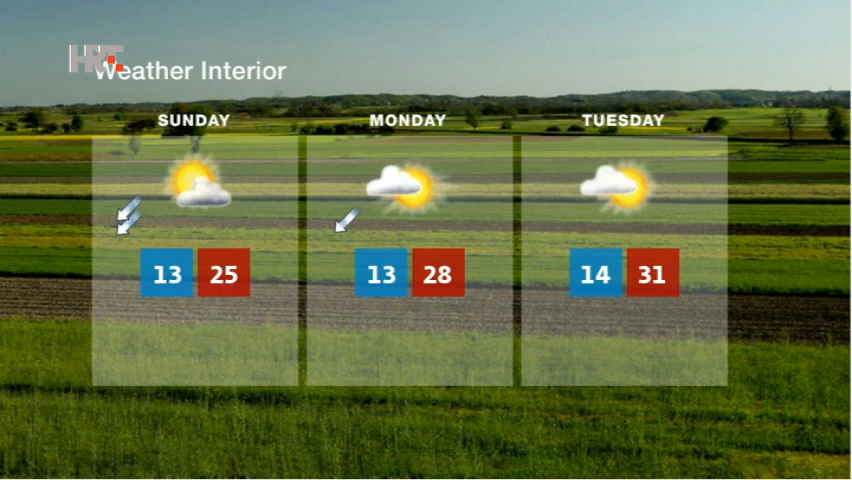 HRT
Weather Interior
SUNDAY
MONDAY
TUESDAY
13 25
13 28
14 31